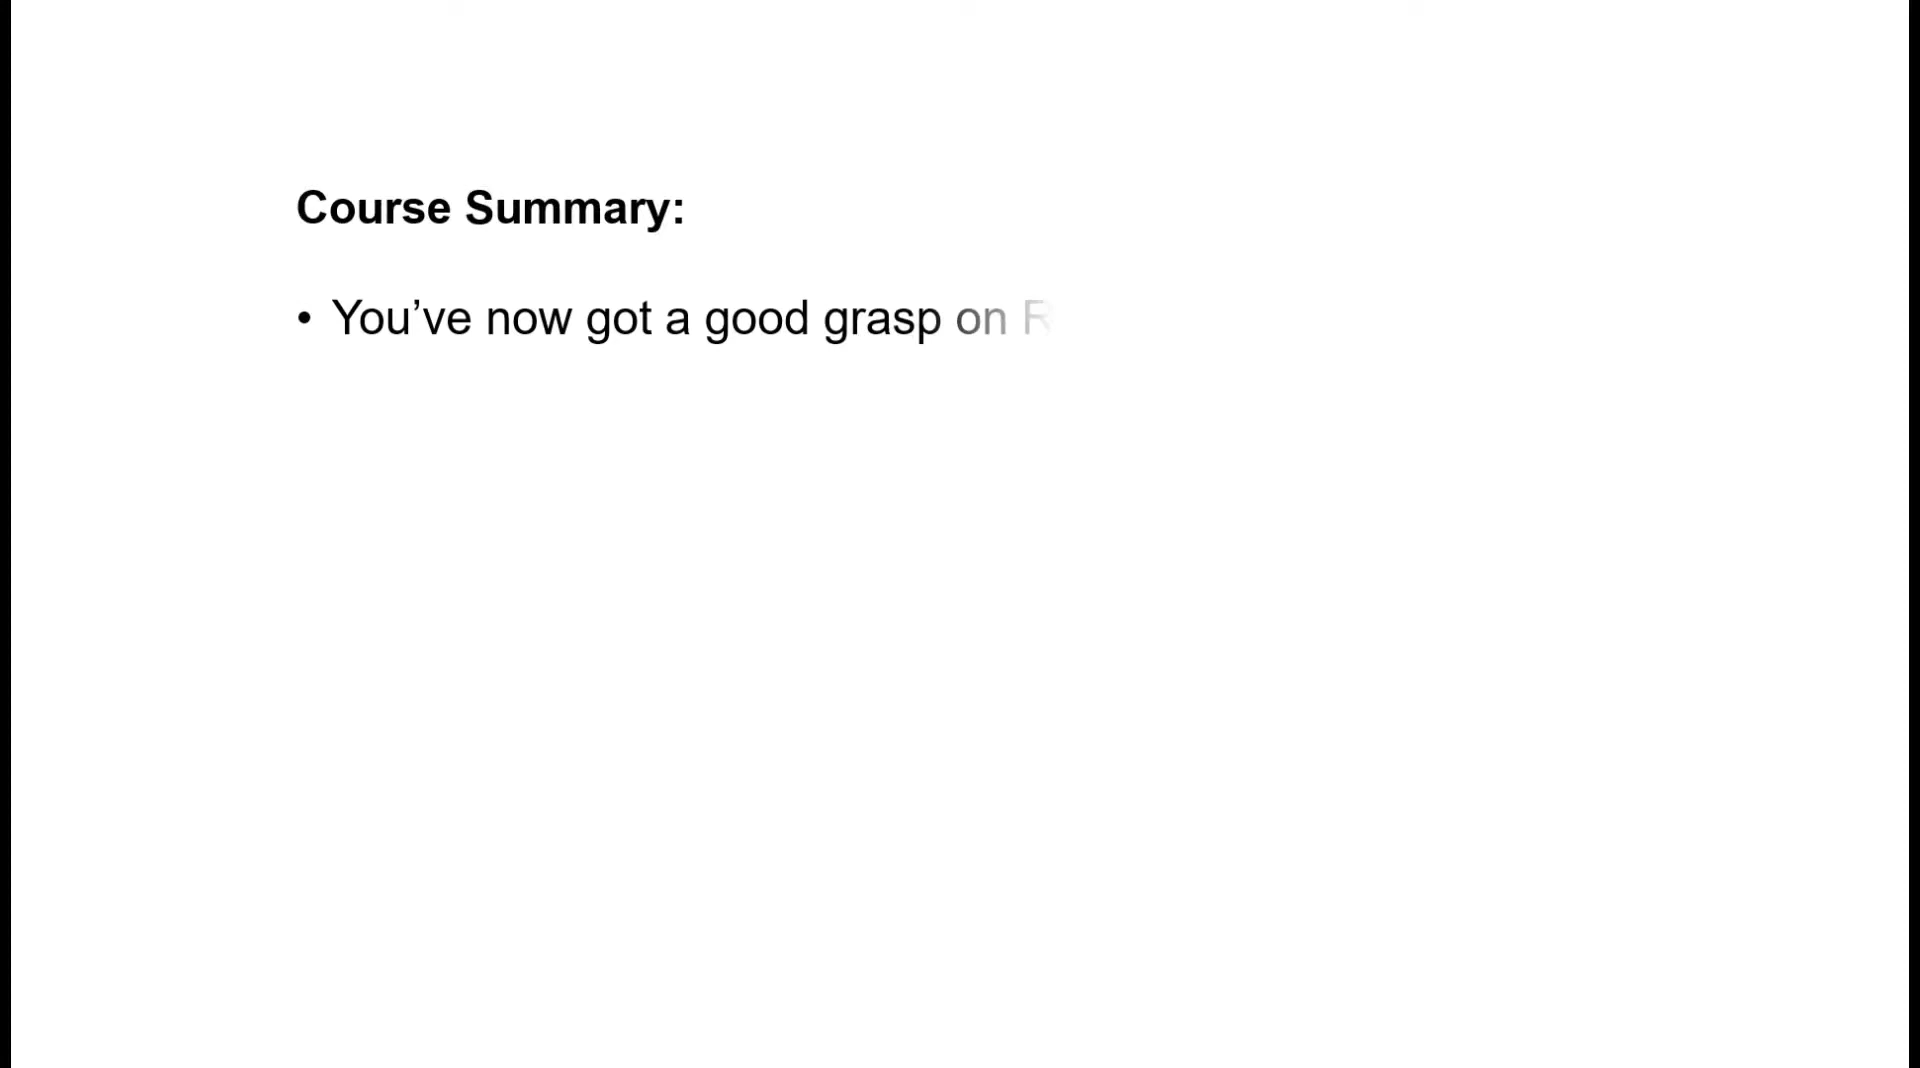 Course Summary:
• You’ve now got a good grasp on